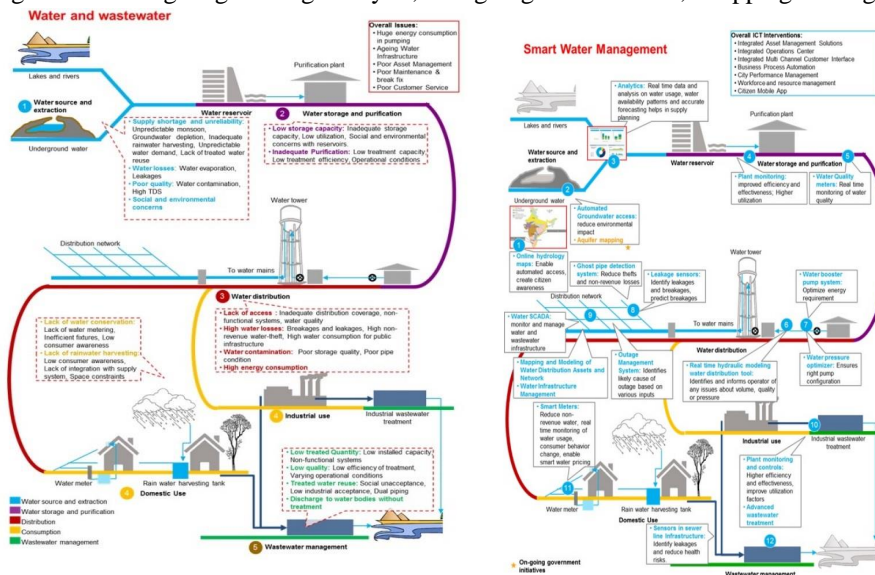 Water and wastewater
Overall Issues:
• Huge energy consumption
in pumping
• Ageing Water
Infrastructure
• Poor Asset Management
• Poor Maintenance &
break fix
• Poor Customer Service
Purification plant
Lakes and rivers
1
Water source and
extraction
Water reservoir
2
Water storage and purification
Underground water
• Supply shortage and unreliability:
Unpredictable monsoon,
Groundwater depletion, Inadequate
rainwater harvesting, Unpredictable
water demand, Lack of treated water
reuse
• Water losses: Water evaporation,
Leakages
• Poor quality: Water contamination,
High TDS
• Social and environmental
concerns
• Low storage capacity: Inadequate storage
capacity, Low utilization, Social and environmental
concerns with reservoirs
• Inadequate Purification: Low treatment capacity,
Low treatment efficiency, Operational conditions
Water tower
Distribution network
To water mains
3
Water distribution
• Lack of access : Inadequate distribution coverage, non-
functional systems, water quality
• High water losses: Breakages and leakages, High non-
revenue water-theft, High water consumption for public
infrastructure
• Water contamination: Poor storage quality, Poor pipe
condition
• High energy consumption
• Lack of water conservation:
Lack of water metering,
Inefficient fixtures, Low
consumer awareness
• Lack of rainwater harvesting:
Low consumer awareness,
Lack of integration with supply
system, Space constraints
4
Industrial use
Industrial wastewater
treatment
• Low treated Quantity: Low installed capacity,
Non-functional systems
• Low quality: Low efficiency of treatment,
Varying operational conditions
• Treated water reuse: Social unacceptance,
Low industrial acceptance, Dual piping
• Discharge to water bodies without
treatment
Water meter
Rain water harvesting tank
4
Domestic Use
Water source and extraction
Water storage and purification
Distribution
Consumption
Wastewater management
5
Wastewater management
Smart Water Management
Overall ICT Interventions:
• Integrated Asset Management Solutions
• Integrated Operations Center
• Integrated Multi Channel Customer Interface
• Business Process Automation
• City Performance Management
• Workforce and resource management
• Citizen Mobile App
• Analytics: Real time data and
analysis on water usage, water
availability patterns and accurate
forecasting helps in supply
planning
Purification plant
Lakes and rivers
Water source and
extraction
3
Water reservoir
4
Water storage and purification
5
2
Underground water
• Plant monitoring:
improved efficiency and
effectiveness; Higher
utilization
• Water Quality
meters: Real time
monitoring of water
quality
• Automated
Groundwater access:
reduce environmental
impact
• Aquifer mapping
1
• Online hydrology
maps: Enable
automated access,
create citizen
awareness
• Ghost pipe detection
system: Reduce thefts
and non-revenue losses
• Leakage sensors:
Identify leakages
and breakages,
predict breakages
Water tower
• Water booster
pump system:
Optimize energy
requirement
Distribution network
9
8
• Water SCADA:
monitor and manage
water and
wastewater
infrastructure
To water mains
6
7
Water distribution
• Mapping and Modeling of
Water Distribution Assets and
Network
• Water Infrastructure
Management
• Outage
Management
System: Identifies
likely cause of
outage based on
various inputs
• Real time hydraulic modeling
water distribution tool:
Identifies and informs operator
of any issues about volume, quality
or pressure
• Water pressure
optimizer: Ensures
right pump
configuration
• Smart Meters:
Reduce non-
revenue water, real
time monitoring of
water usage,
consumer behavior
change, enable
smart water pricing
Industrial use
10
Industrial wastewater
treatment
• Plant monitoring
and controls:
Higher efficiency
and effectiveness,
improve utilization
factors
• Advanced
wastewater
treatment
11
Water meter
Rain water harvesting tank
Domestic Use
• Sensors in sewer
line Infrastructure:
Identify leakages
and reduce health
risks.
12
On-going government
initiatives
Wastewater management